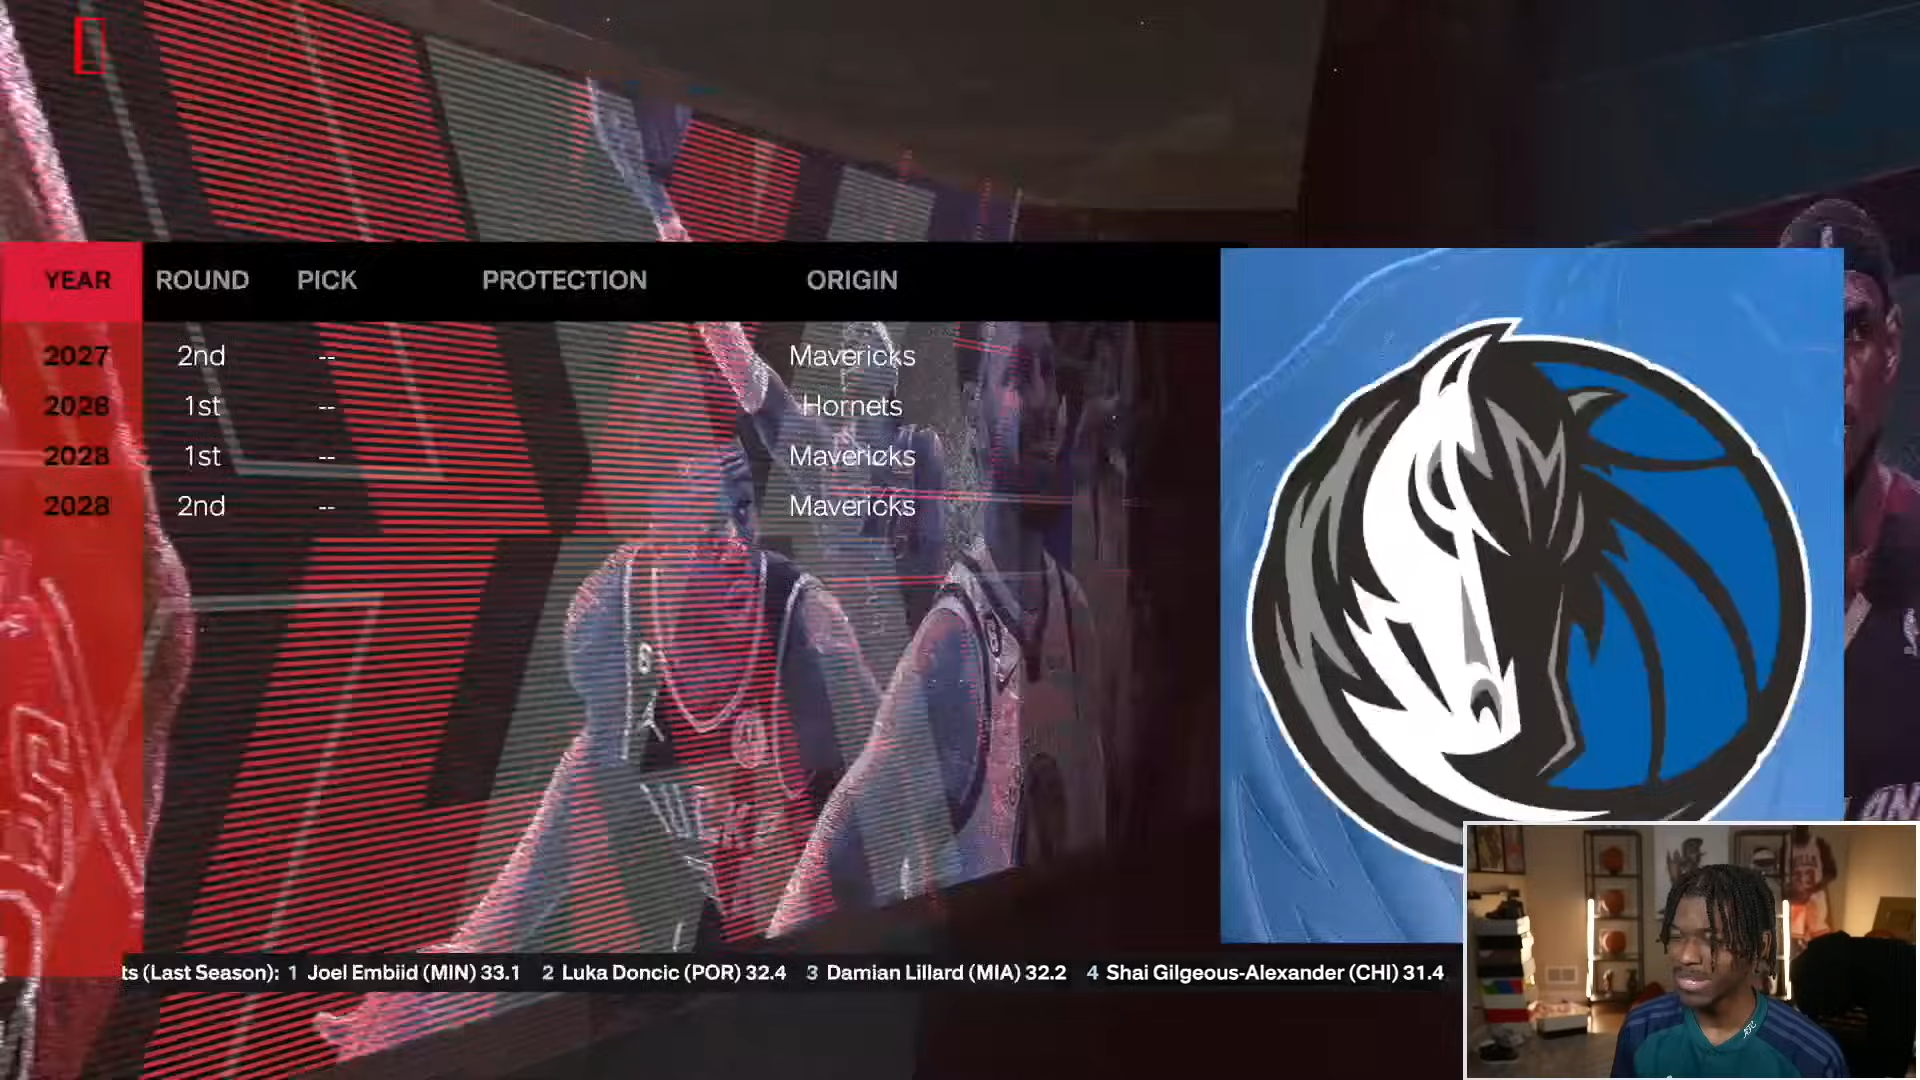 YEAR ROUND PICK PROTECTION ORIGIN
2027 2nd -- Mavericks
2028 1st -- Hornets
2028 1st -- Mavericks
2028 2nd -- Mavericks
ts (Last Season): 1 Joel Embiid (MIN) 33.1 2 Luka Doncic (POR) 32.4 3 Damian Lillard (MIA) 32.2 4 Shai Gilgeous-Alexander (CHI) 31.4